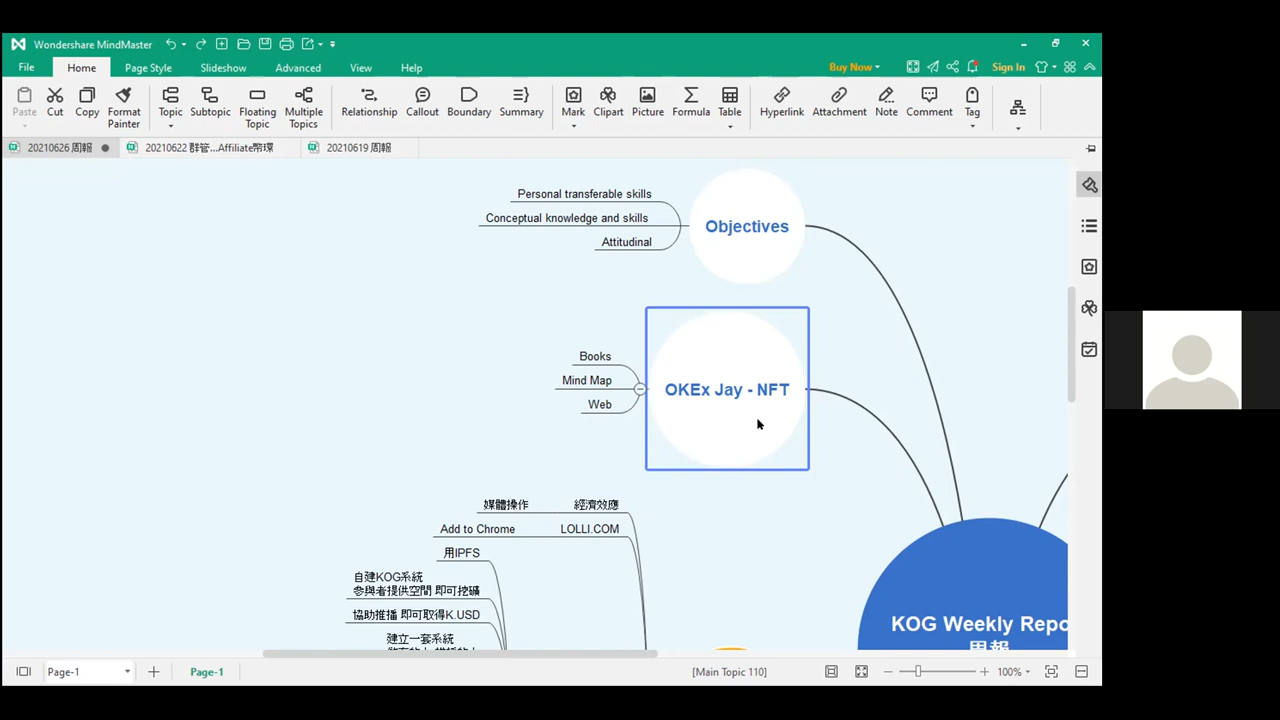 Wondershare MindMaster
File Home Page Style Slideshow Advanced View Help Buy Now Sign In
Paste Cut Copy Format Painter Topic Subtopic Floating Topic Multiple Topics Relationship Callout Boundary Summary Mark Clipart Picture Formula Table Hyperlink Attachment Note Comment Tag
20210626 周報 20210622 群管...Affiliate幣環 20210619 周報
Personal transferable skills
Conceptual knowledge and skills
Attitudinal
Objectives
Books
Mind Map
Web
OKEx Jay - NFT
媒體操作 經濟效應
Add to Chrome LOLLI.COM
用IPFS
自建KOG系統
參與者提供空間 即可挖礦
協助推播 即可取得K.USD
建立一套系統
KOG Weekly Repo
周報
Page-1 Page-1 [Main Topic 110] 100%